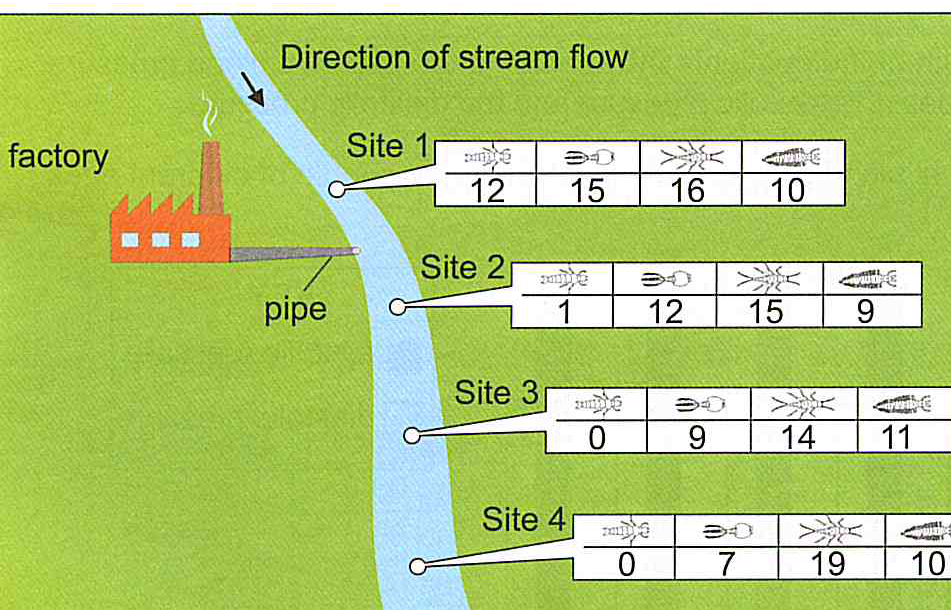 Direction of stream flow
factory
Site 1
12 15 16 10
Site 2
pipe
1 12 15 9
Site 3
0 9 14 11
Site 4
0 7 19 10